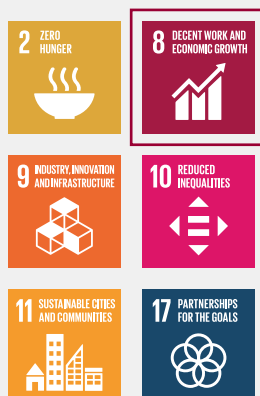 2 ZERO
HUNGER
8 DECENT WORK AND
ECONOMIC GROWTH
9 INDUSTRY, INNOVATION
AND INFRASTRUCTURE
10 REDUCED
INEQUALITIES
11 SUSTAINABLE CITIES
AND COMMUNITIES
17 PARTNERSHIPS
FOR THE GOALS